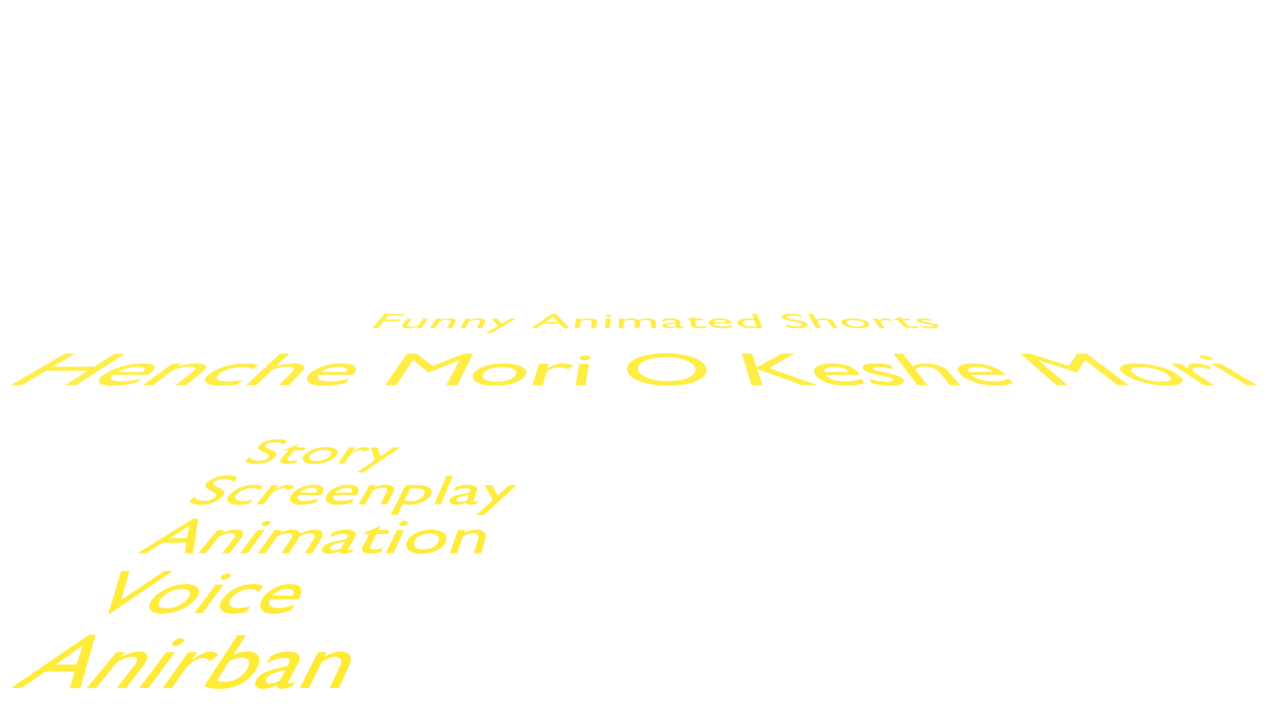 Funny Animated Shorts
Henche Mori O Keshe Mori
Story
Screenplay
Animation
Voice
Anirban